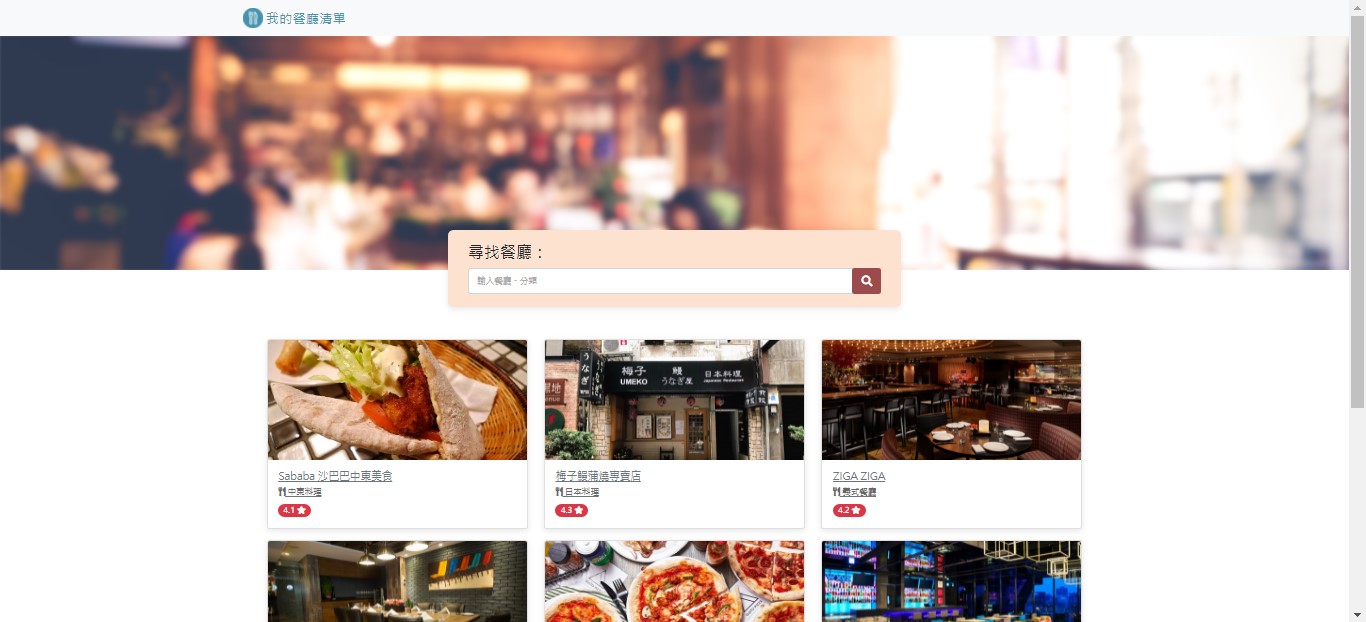 我的餐廳清單
尋找餐廳：
輸入餐廳、分類
うなぎ
梅子 鰻 日本料理
UMEKO うなぎ屋 Japanese Restaurant
Sababa 沙巴巴中東美食
中東料理
4.1
梅子鰻蒲燒專賣店
日本料理
4.3
ZIGA ZIGA
義式餐廳
4.2